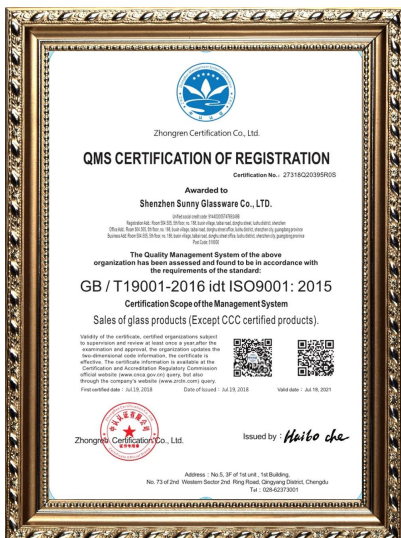 Zhongren Certification Co., Ltd.
QMS CERTIFICATION OF REGISTRATION
Certification No.: 27318Q20395R0S
Awarded to
Shenzhen Sunny Glassware Co., LTD.
The Quality Management System of the above
organization has been assessed and found to be in accordance with
the requirements of the standard:
GB / T19001-2016 idt ISO9001: 2015
Certification Scope of the Management System
Sales of glass products (Except CCC certified products).
Validity of the certificate, certified organizations subject
to supervision and review at least once a year,after the
examination and approval, the organization updates the
two-dimensional code information, the certificate is
effective. The certificate information is available at the
Certification and Accreditation Regulatory Commission
official website (www.cnca.gov.cn) query, but also
through the company's website (www.zrcltn.com) query.
First certified date : Jul.19, 2018
Date of Issued : Jul.19, 2018
Valid date : Jul.18, 2021
Zhongren Certification Co., Ltd.
Issued by : Haibo che
Address : No.5, 3F of 1st unit , 1st Building,
No. 73 of 2nd Western Sector 2nd Ring Road, Qingyang District, Chengdu
Tel : 028-62373001